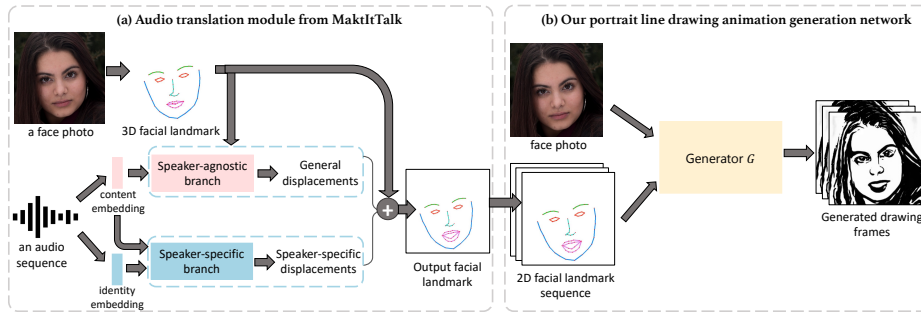 (a) Audio translation module from MaktItTalk
a face photo
3D facial landmark
Speaker-agnostic
branch
General
displacements
content
embedding
an audio
sequence
Speaker-specific
branch
Speaker-specific
displacements
identity
embedding
+
Output facial
landmark
(b) Our portrait line drawing animation generation network
face photo
2D facial landmark
sequence
Generator G
Generated drawing
frames